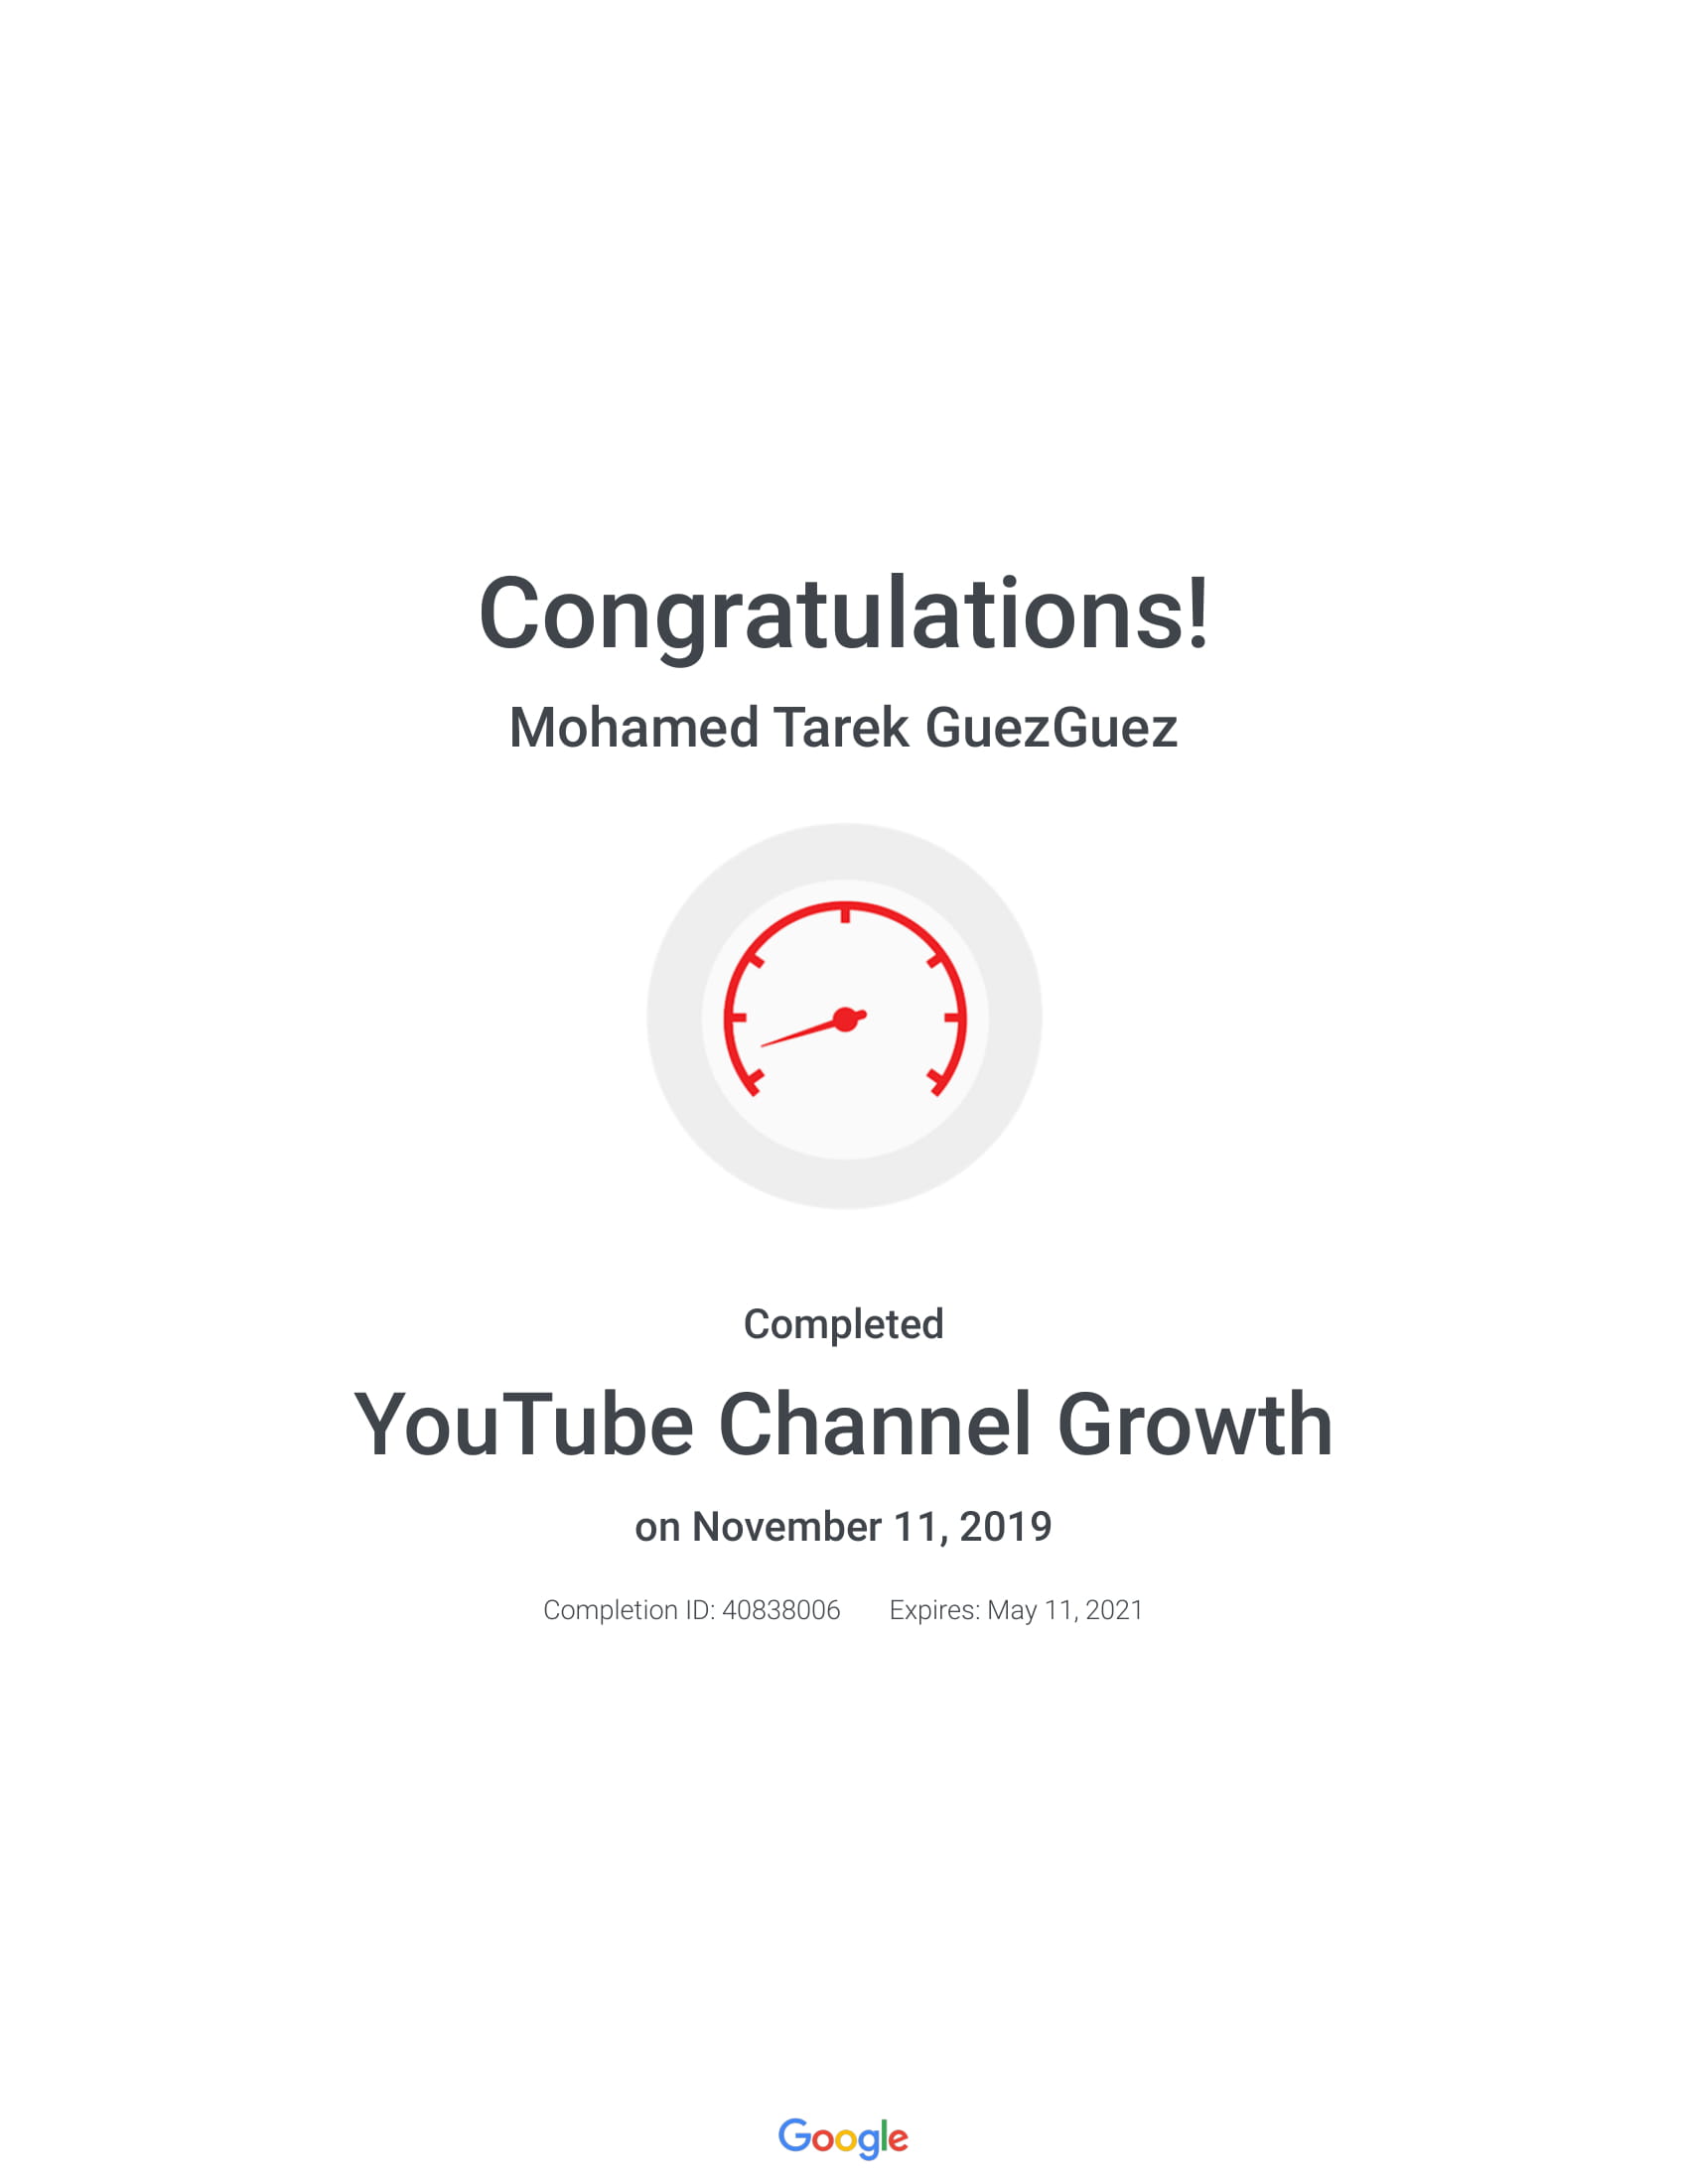 Congratulations!
Mohamed Tarek GuezGuez
Completed
YouTube Channel Growth
on November 11, 2019
Completion ID: 40838006 Expires: May 11, 2021
Google